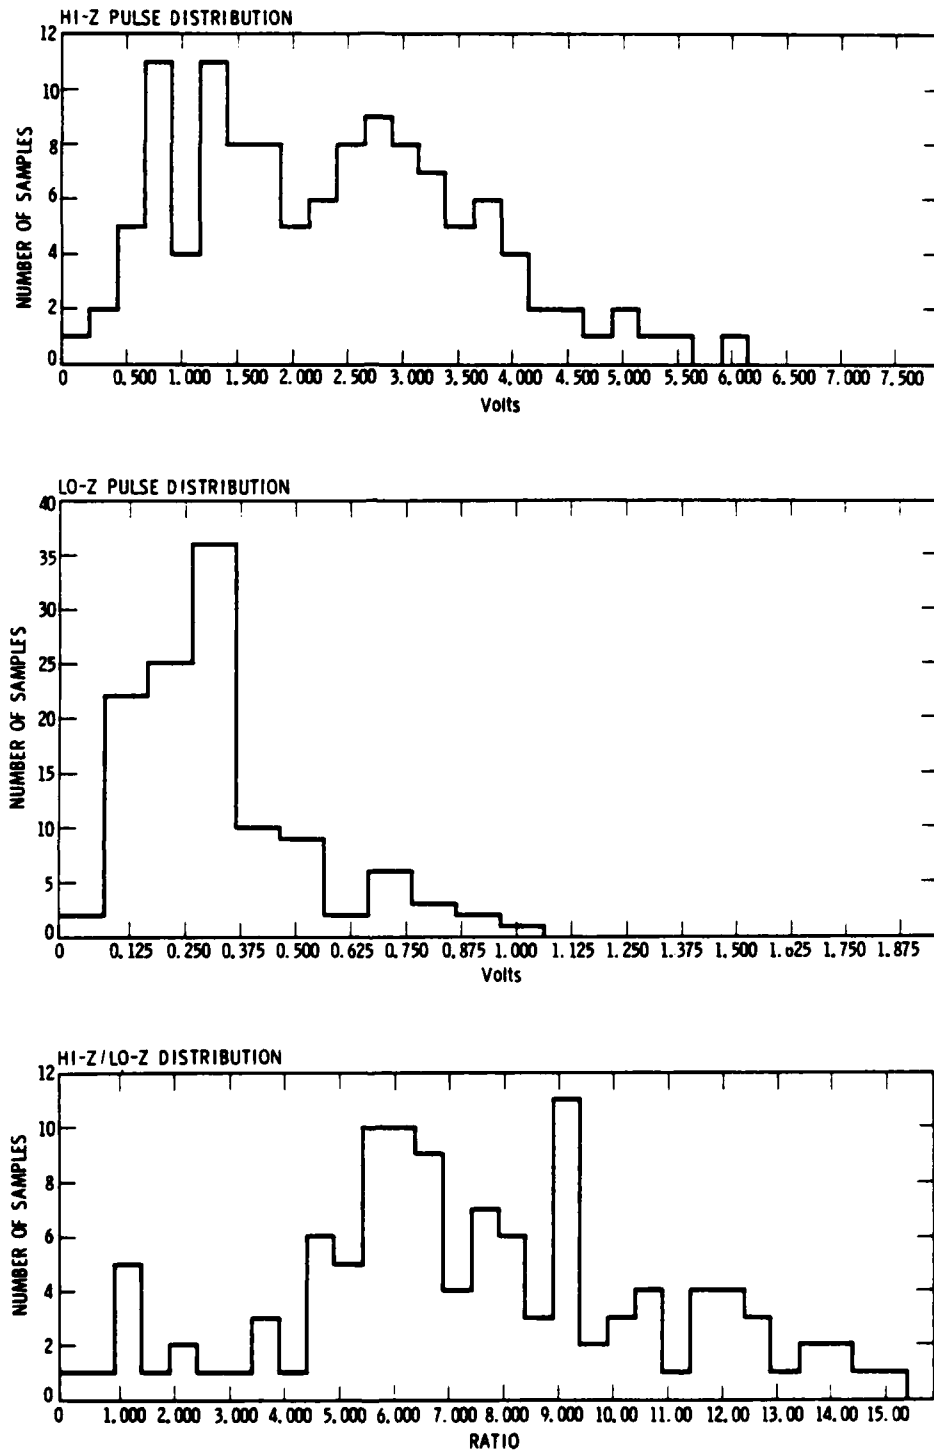 HI-Z PULSE DISTRIBUTION
12
10
8
6
4
2
0
NUMBER OF SAMPLES
0 0.500 1.000 1.500 2.000 2.500 3.000 3.500 4.000 4.500 5.000 5.500 6.000 6.500 7.000 7.500
Volts
LO-Z PULSE DISTRIBUTION
40
35
30
25
20
15
10
5
0
NUMBER OF SAMPLES
0 0.125 0.250 0.375 0.500 0.625 0.750 0.875 1.000 1.125 1.250 1.375 1.500 1.625 1.750 1.875
Volts
HI-Z/LO-Z DISTRIBUTION
12
10
8
6
4
2
0
NUMBER OF SAMPLES
0 1.000 2.000 3.000 4.000 5.000 6.000 7.000 8.000 9.000 10.00 11.00 12.00 13.00 14.00 15.00
RATIO